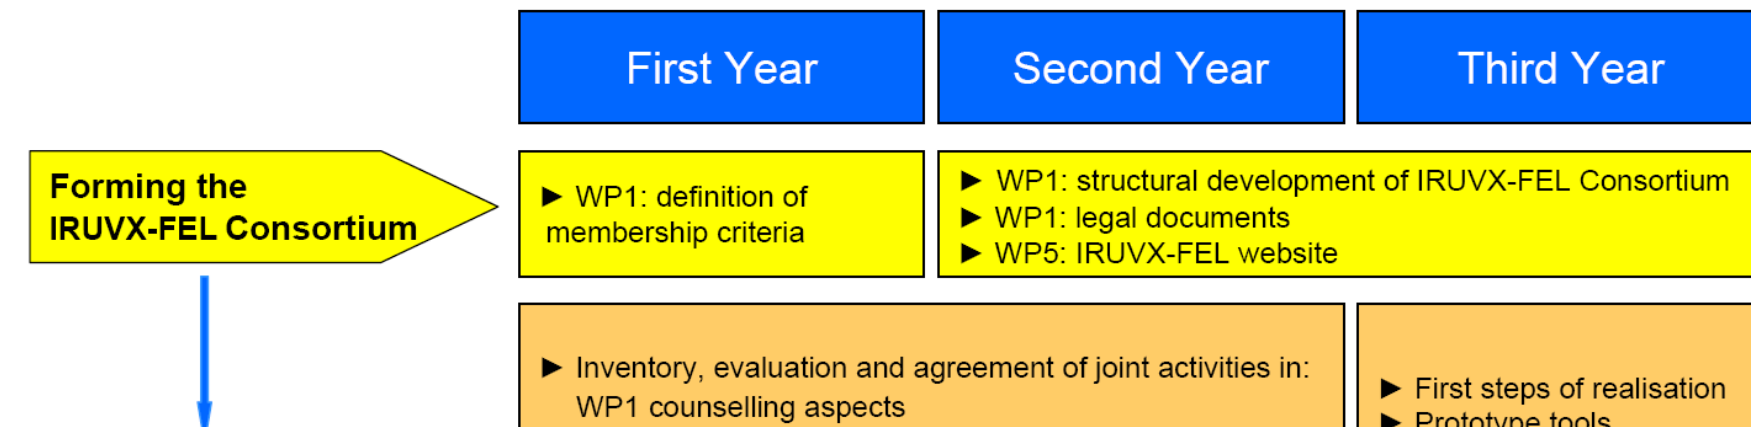 First Year
Second Year
Third Year
Forming the
IRUVX-FEL Consortium
► WP1: definition of
membership criteria
► WP1: structural development of IRUVX-FEL Consortium
► WP1: legal documents
► WP5: IRUVX-FEL website
► Inventory, evaluation and agreement of joint activities in:
WP1 counselling aspects
► First steps of realisation
► Prototype tools